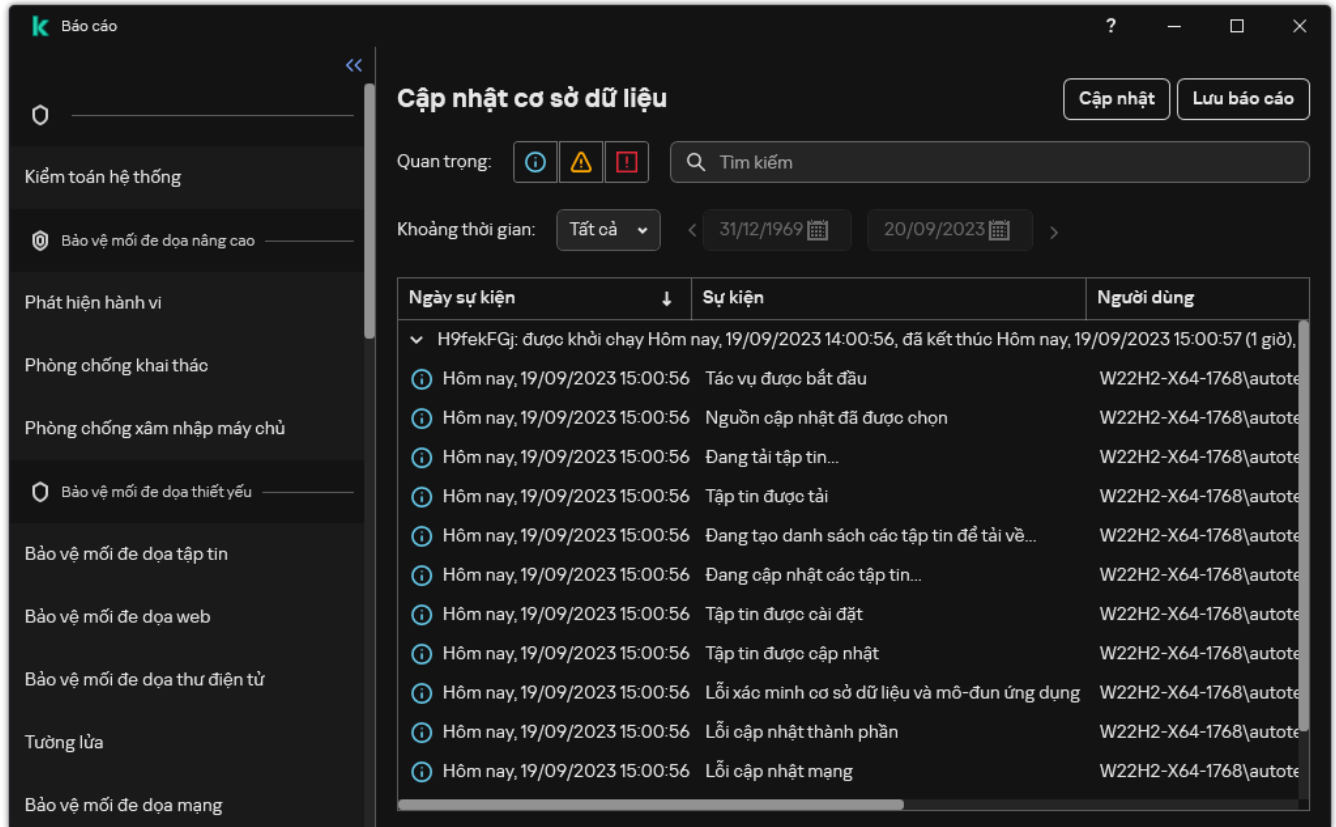 Báo cáo
?
Kiểm toán hệ thống
Bảo vệ mối đe dọa nâng cao
Phát hiện hành vi
Phòng chống khai thác
Phòng chống xâm nhập máy chủ
Bảo vệ mối đe dọa thiết yếu
Bảo vệ mối đe dọa tập tin
Bảo vệ mối đe dọa web
Bảo vệ mối đe dọa thư điện tử
Tường lửa
Bảo vệ mối đe dọa mạng
Cập nhật cơ sở dữ liệu
Cập nhật
Lưu báo cáo
Quan trọng:
Tìm kiếm
Khoảng thời gian: Tất cả 31/12/1969 20/09/2023
Ngày sự kiện Sự kiện Người dùng
H9fekFGj: được khởi chạy Hôm nay, 19/09/2023 14:00:56, đã kết thúc Hôm nay, 19/09/2023 15:00:57 (1 giờ),
Hôm nay, 19/09/2023 15:00:56 Tác vụ được bắt đầu W22H2-X64-1768\autote
Hôm nay, 19/09/2023 15:00:56 Nguồn cập nhật đã được chọn W22H2-X64-1768\autote
Hôm nay, 19/09/2023 15:00:56 Đang tải tập tin... W22H2-X64-1768\autote
Hôm nay, 19/09/2023 15:00:56 Tập tin được tải W22H2-X64-1768\autote
Hôm nay, 19/09/2023 15:00:56 Đang tạo danh sách các tập tin để tải về... W22H2-X64-1768\autote
Hôm nay, 19/09/2023 15:00:56 Đang cập nhật các tập tin... W22H2-X64-1768\autote
Hôm nay, 19/09/2023 15:00:56 Tập tin được cài đặt W22H2-X64-1768\autote
Hôm nay, 19/09/2023 15:00:56 Tập tin được cập nhật W22H2-X64-1768\autote
Hôm nay, 19/09/2023 15:00:56 Lỗi xác minh cơ sở dữ liệu và mô-đun ứng dụng W22H2-X64-1768\autote
Hôm nay, 19/09/2023 15:00:56 Lỗi cập nhật thành phần W22H2-X64-1768\autote
Hôm nay, 19/09/2023 15:00:56 Lỗi cập nhật mạng W22H2-X64-1768\autote